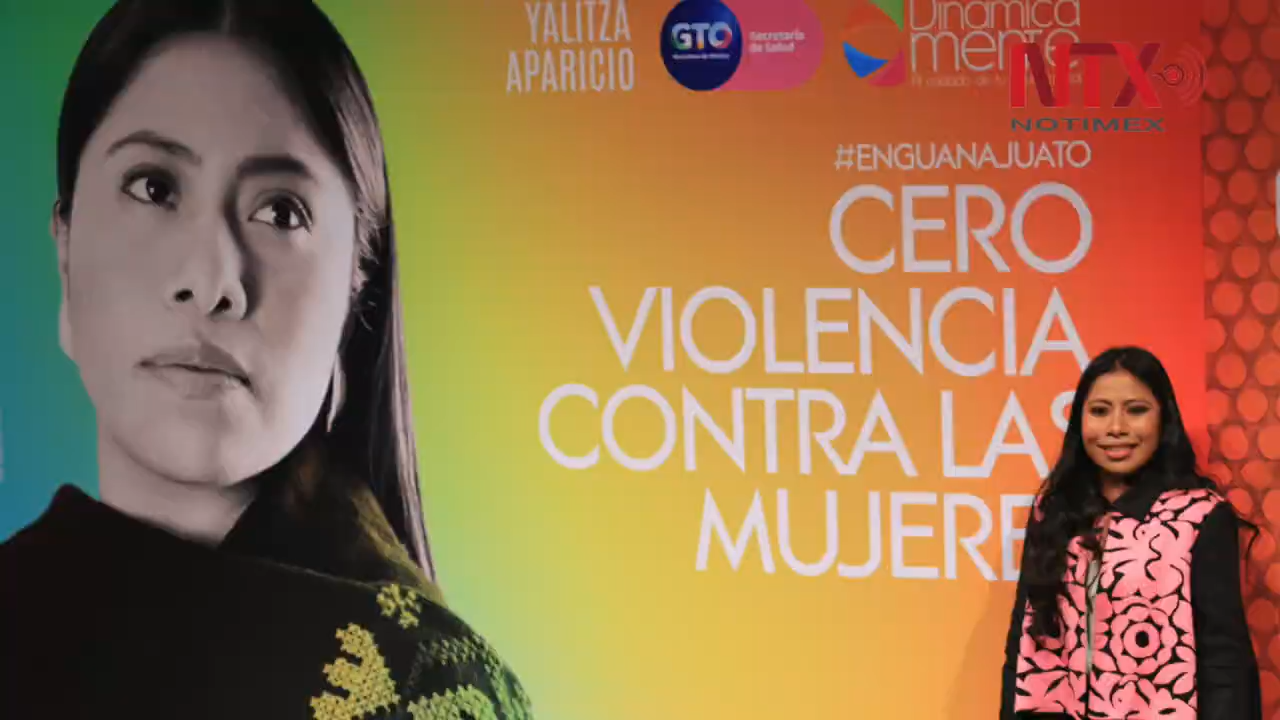 YALITZA
APARICIO
GTO
Secretaría
de Salud
Dinámica
mente
NTX
NOTIMEX
#ENGUANAJUATO
CERO
VIOLENCIA
CONTRA LAS
MUJERE